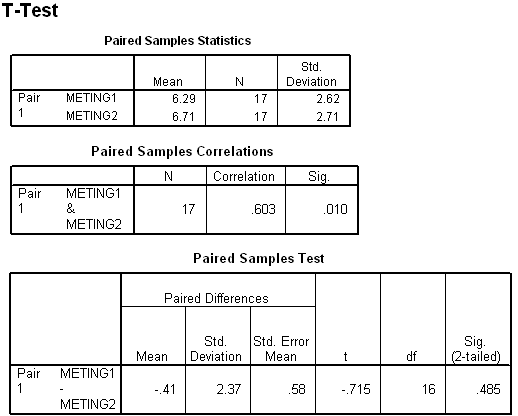 T-Test
Paired Samples Statistics
Mean N Std. Deviation
Pair 1 METING1 6.29 17 2.62
METING2 6.71 17 2.71
Paired Samples Correlations
N Correlation Sig.
Pair 1 METING1 & METING2 17 .603 .010
Paired Samples Test
Paired Differences
Mean Std. Deviation Std. Error Mean t df Sig. (2-tailed)
Pair 1 METING1 - METING2 -.41 2.37 .58 -.715 16 .485